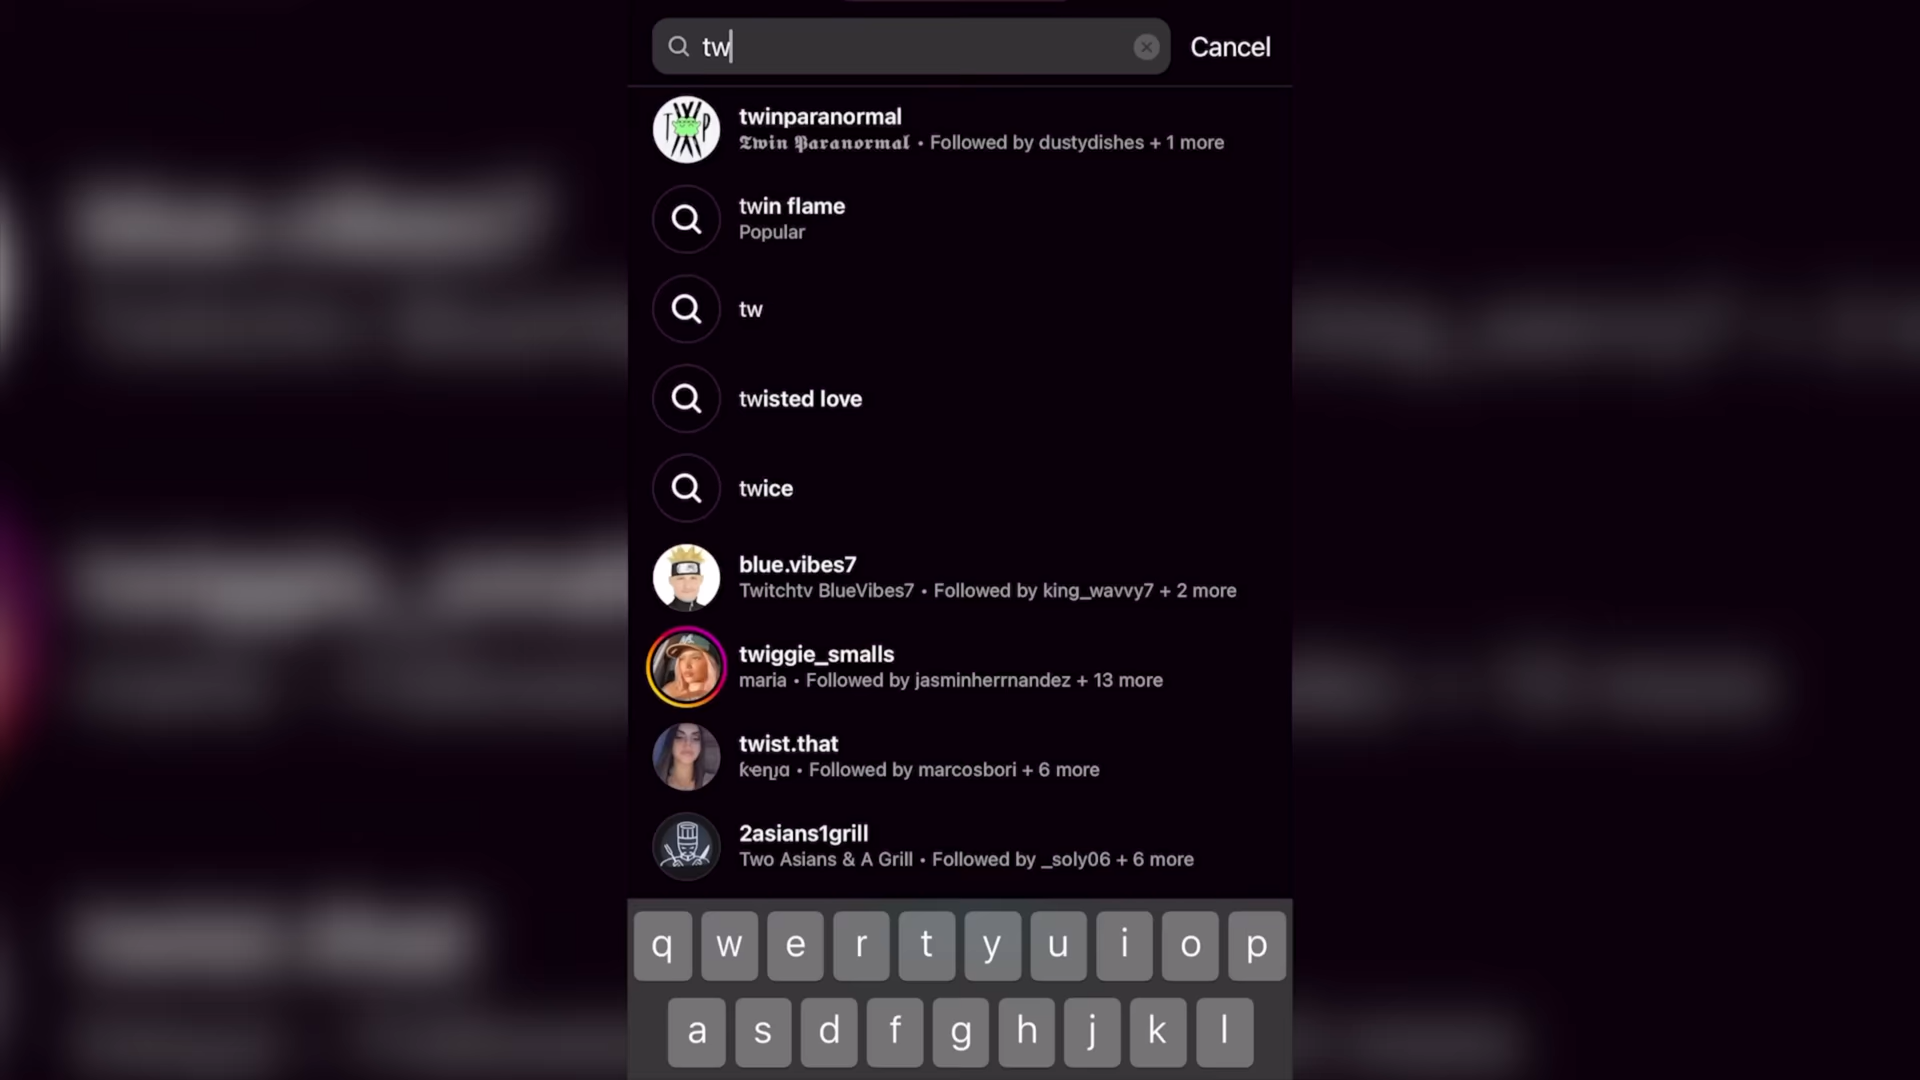 tw
Cancel
twinparanormal
𝕿𝖜𝖎𝖓 𝕻𝖆𝖗𝖆𝖓𝖔𝖗𝖒𝖆𝖑 • Followed by dustydishes + 1 more
twin flame
Popular
tw
twisted love
twice
blue.vibes7
Twitchtv BlueVibes7 • Followed by king_wavvy7 + 2 more
twiggie_smalls
maria • Followed by jasminherrnandez + 13 more
twist.that
• Followed by marcosbori + 6 more
2asians1grill
Two Asians & A Grill • Followed by _soly06 + 6 more
q w e r t y u i o p
a s d f g h j k l